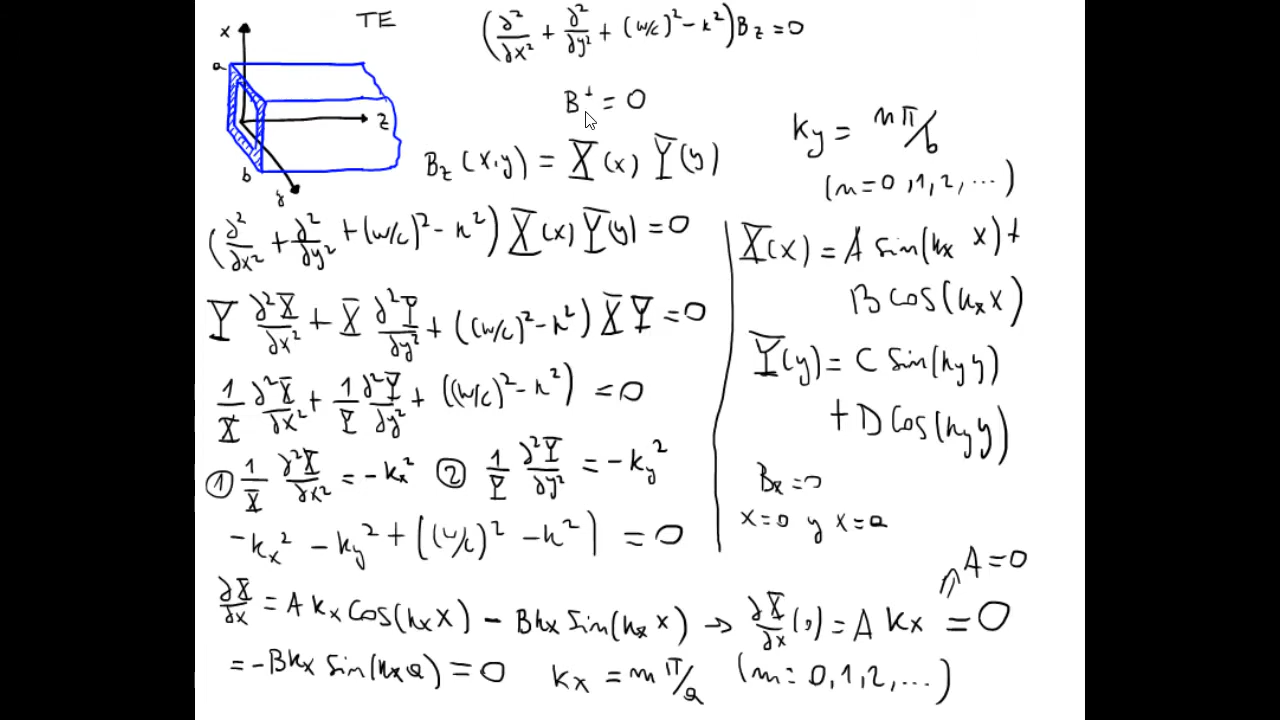 TE
(∂²/∂x² + ∂²/∂y² + (w/c)² - k²) B_z = 0
x
a
z
b
y
B^⊥ = 0
B_z (x,y) = X(x) Y(y)
(∂²/∂x² + ∂²/∂y² + (w/c)² - k²) X(x) Y(y) = 0
Y ∂²X/∂x² + X ∂²Y/∂y² + ((w/c)² - k²) X Y = 0
1/X ∂²X/∂x² + 1/Y ∂²Y/∂y² + ((w/c)² - k²) = 0
① 1/X ∂²X/∂x² = -k_x² ② 1/Y ∂²Y/∂y² = -k_y²
-k_x² - k_y² + ((w/c)² - k²) = 0
k_y = nπ/b
(n=0,1,2,...)
X(x) = A sin(k_x x) +
B cos(k_x x)
Y(y) = C sin(k_y y)
+ D cos(k_y y)
B_x = 0
x=0 y x=a
∂X/∂x = A k_x cos(k_x x) - B k_x sin(k_x x) → ∂X/∂x (0) = A k_x = 0 ⇒ A=0
= -B k_x sin(k_x a) = 0 k_x = m π/a (m: 0,1,2,...)